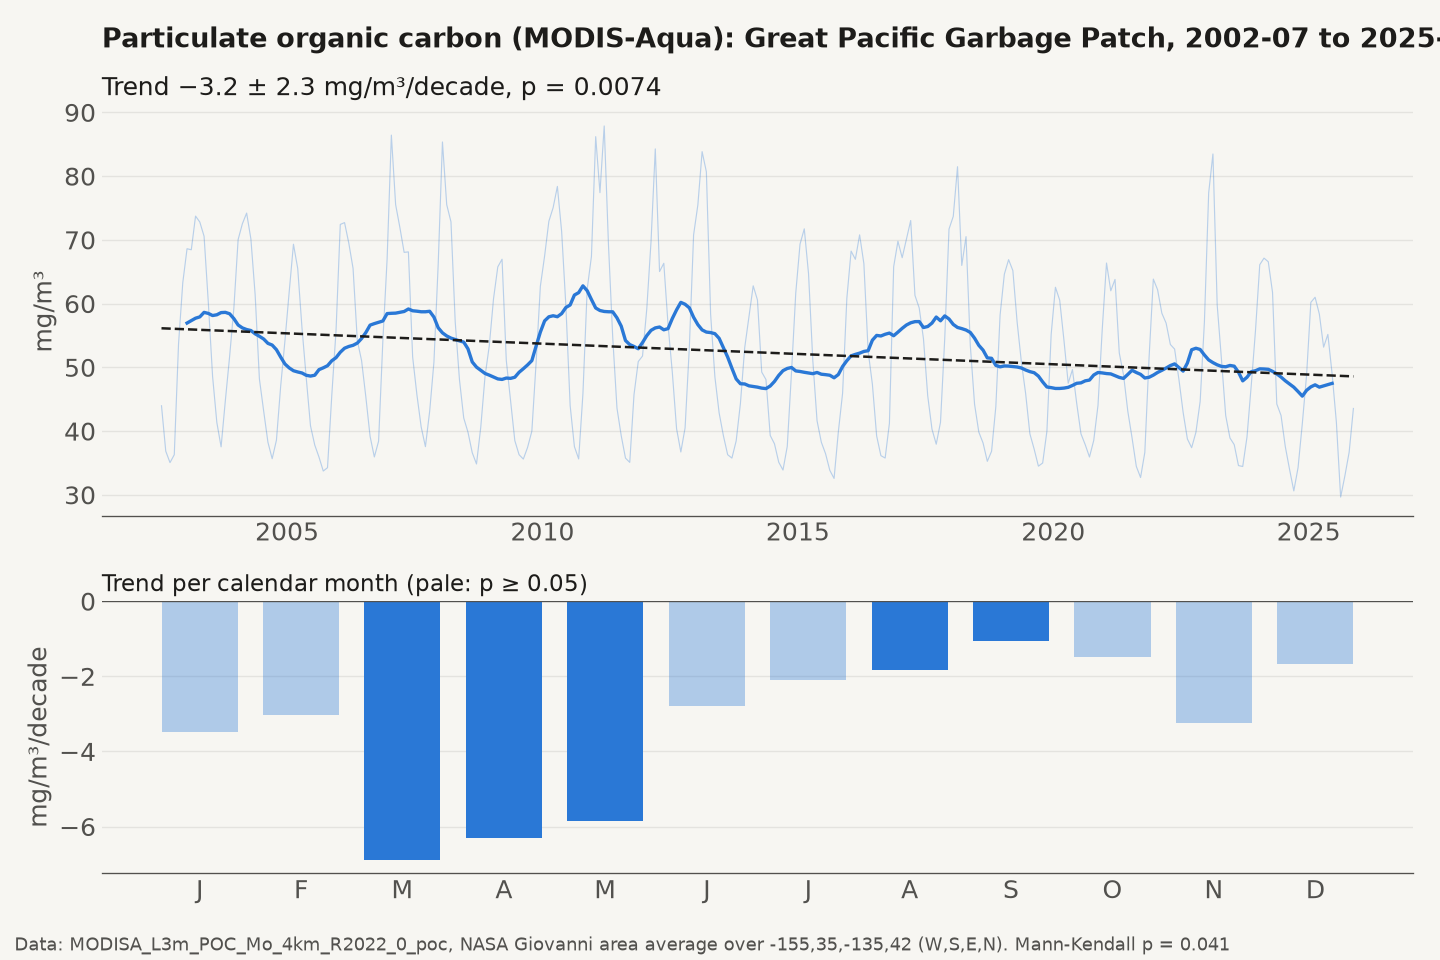 Particulate organic carbon (MODIS-Aqua): Great Pacific Garbage Patch, 2002-07 to 2025-
Trend −3.2 ± 2.3 mg/m³/decade, p = 0.0074
90
80
70
60
50
40
30
mg/m³
2005 2010 2015 2020 2025
Trend per calendar month (pale: p ≥ 0.05)
0
−2
−4
−6
mg/m³/decade
J F M A M J J A S O N D
Data: MODISA_L3m_POC_Mo_4km_R2022_0_poc, NASA Giovanni area average over -155,35,-135,42 (W,S,E,N). Mann-Kendall p = 0.041